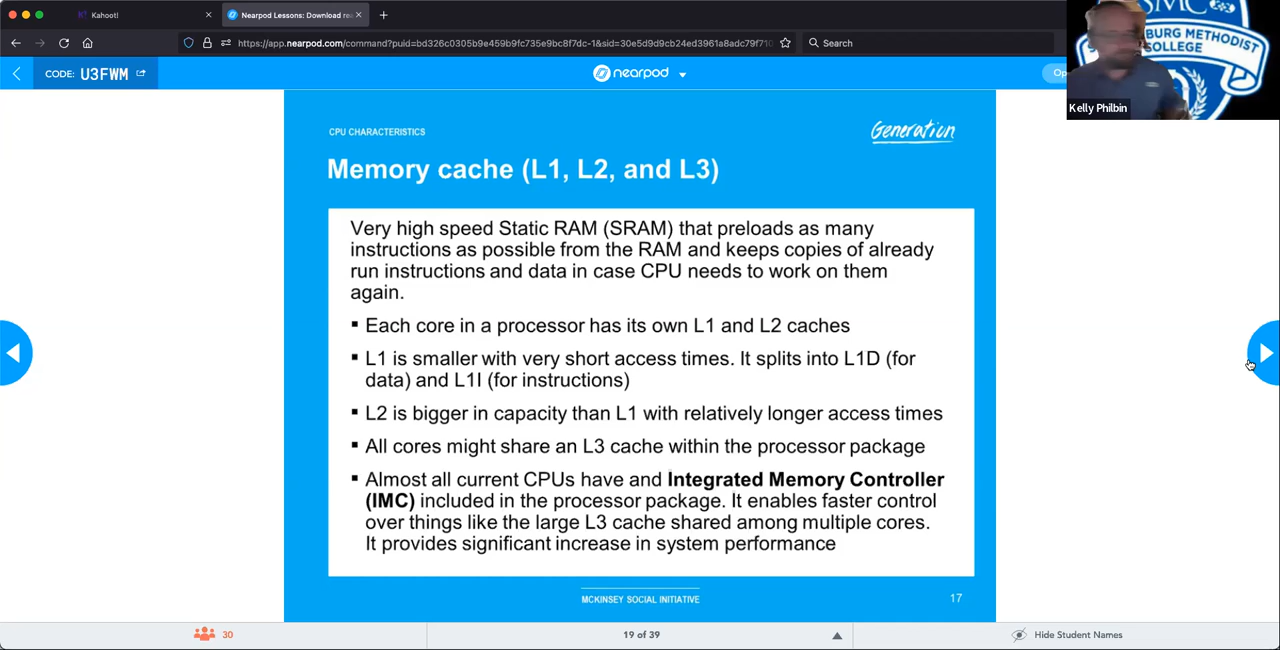 Kahoot!
Nearpod Lessons: Download re
https://app.nearpod.com/command?puid=bd326c0305b9e459b9fc735e9bc8f7dc-1&sid=30e5d9d9cb24ed3961a8adc79f710
Search
CODE: U3FWM
nearpod
Op
SMC
BURG METHODIST
COLLEGE
Kelly Philbin
CPU CHARACTERISTICS
Generation
Memory cache (L1, L2, and L3)
Very high speed Static RAM (SRAM) that preloads as many
instructions as possible from the RAM and keeps copies of already
run instructions and data in case CPU needs to work on them
again.
▪ Each core in a processor has its own L1 and L2 caches
▪ L1 is smaller with very short access times. It splits into L1D (for
data) and L1I (for instructions)
▪ L2 is bigger in capacity than L1 with relatively longer access times
▪ All cores might share an L3 cache within the processor package
▪ Almost all current CPUs have and Integrated Memory Controller
(IMC) included in the processor package. It enables faster control
over things like the large L3 cache shared among multiple cores.
It provides significant increase in system performance
MCKINSEY SOCIAL INITIATIVE
17
30
19 of 39
Hide Student Names